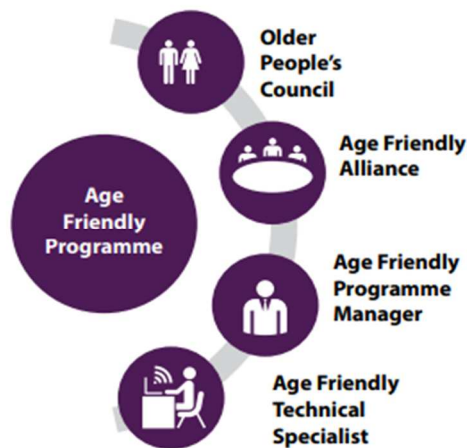 Older
People's
Council
Age Friendly
Alliance
Age
Friendly
Programme
Age Friendly
Programme
Manager
Age Friendly
Technical
Specialist